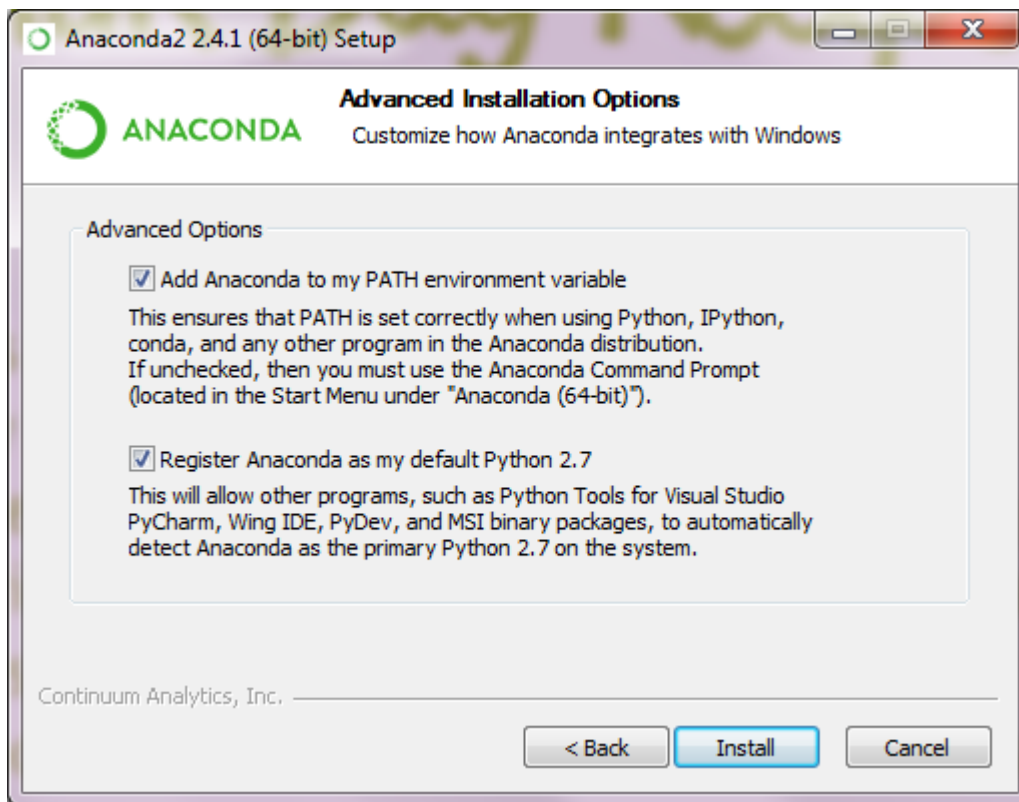 Anaconda2 2.4.1 (64-bit) Setup
ANACONDA
Advanced Installation Options
Customize how Anaconda integrates with Windows
Advanced Options
Add Anaconda to my PATH environment variable
This ensures that PATH is set correctly when using Python, IPython,
conda, and any other program in the Anaconda distribution.
If unchecked, then you must use the Anaconda Command Prompt
(located in the Start Menu under "Anaconda (64-bit)").
Register Anaconda as my default Python 2.7
This will allow other programs, such as Python Tools for Visual Studio
PyCharm, Wing IDE, PyDev, and MSI binary packages, to automatically
detect Anaconda as the primary Python 2.7 on the system.
Continuum Analytics, Inc.
< Back
Install
Cancel